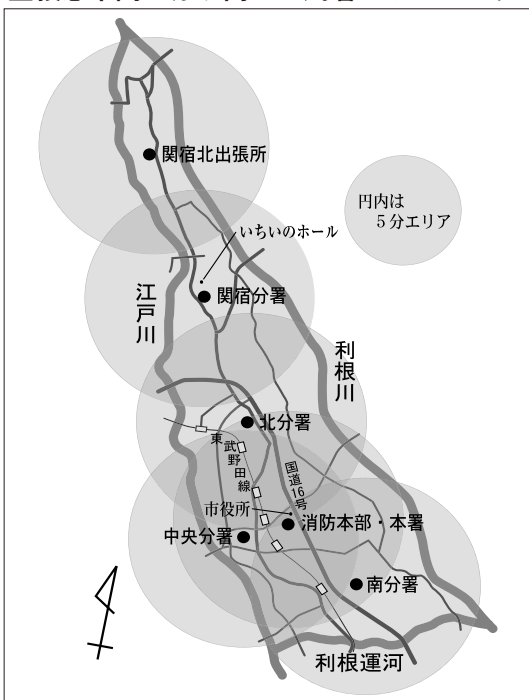 関宿北出張所
円内は
5分エリア
いちいのホール
関宿分署
江戸川
利根川
北分署
東武野田線
国道16号
市役所
消防本部・本署
中央分署
南分署
利根運河